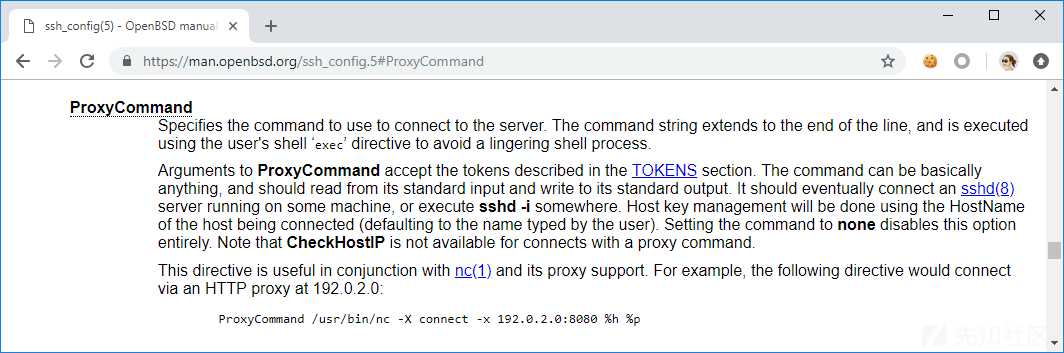 ssh_config(5) - OpenBSD manual
https://man.openbsd.org/ssh_config.5#ProxyCommand
ProxyCommand
Specifies the command to use to connect to the server. The command string extends to the end of the line, and is executed
using the user's shell ‘exec’ directive to avoid a lingering shell process.
Arguments to ProxyCommand accept the tokens described in the TOKENS section. The command can be basically
anything, and should read from its standard input and write to its standard output. It should eventually connect an sshd(8)
server running on some machine, or execute sshd -i somewhere. Host key management will be done using the HostName
of the host being connected (defaulting to the name typed by the user). Setting the command to none disables this option
entirely. Note that CheckHostIP is not available for connects with a proxy command.
This directive is useful in conjunction with nc(1) and its proxy support. For example, the following directive would connect
via an HTTP proxy at 192.0.2.0:
ProxyCommand /usr/bin/nc -X connect -x 192.0.2.0:8080 %h %p
先知社区